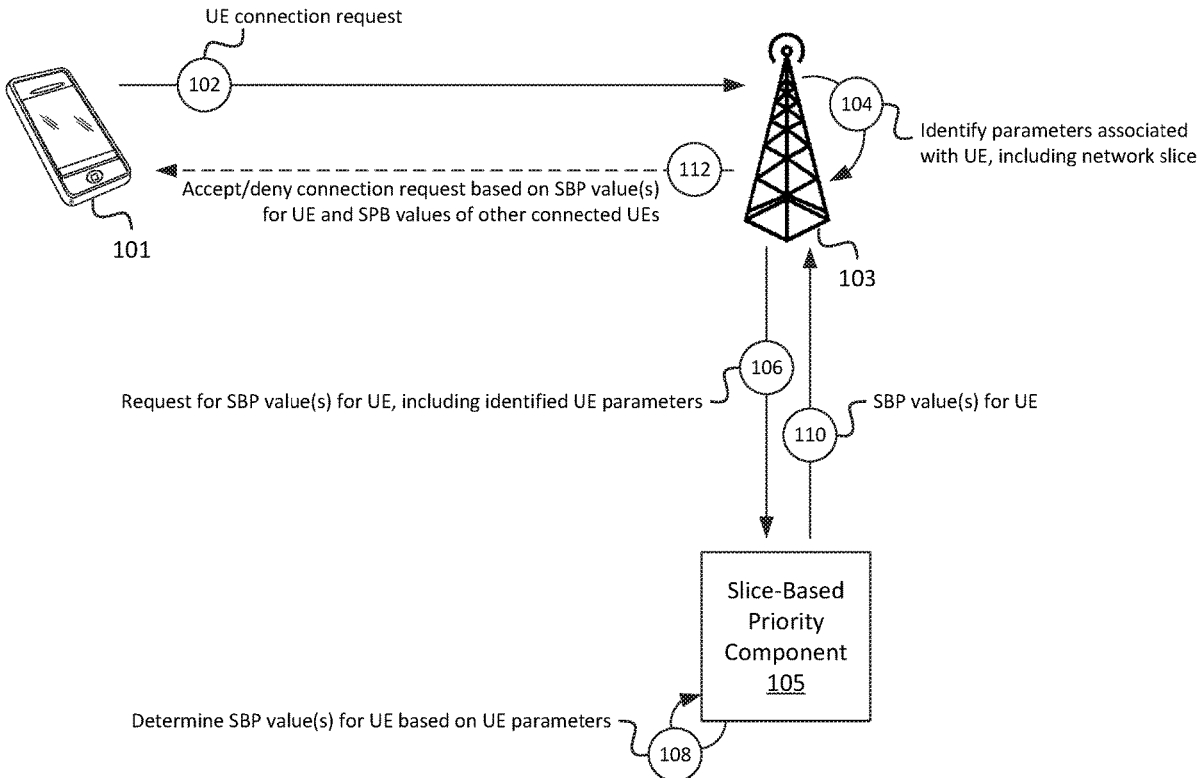 UE connection request
102
104
Identify parameters associated
with UE, including network slice
112
Accept/deny connection request based on SBP value(s)
for UE and SPB values of other connected UEs
101
103
106
Request for SBP value(s) for UE, including identified UE parameters
SBP value(s) for UE
110
Slice-Based
Priority
Component
105
Determine SBP value(s) for UE based on UE parameters
108